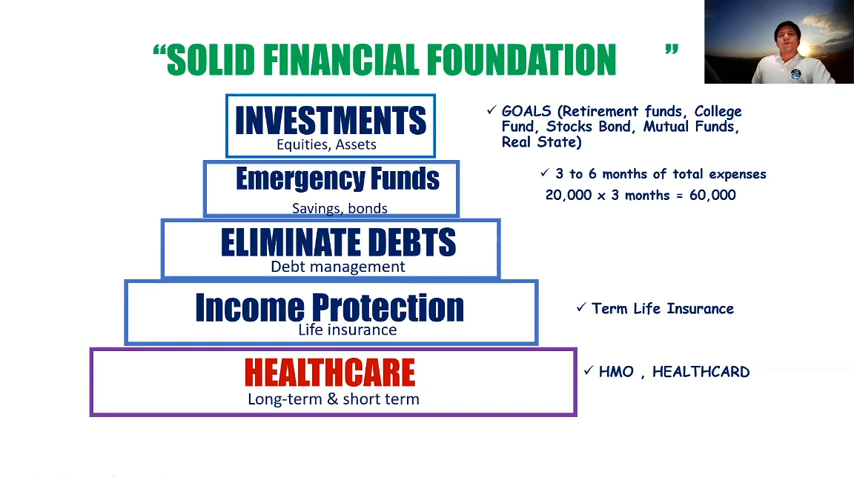 “SOLID FINANCIAL FOUNDATION ”
INVESTMENTS
Equities, Assets
✓ GOALS (Retirement funds, College
Fund, Stocks Bond, Mutual Funds,
Real State)
Emergency Funds
Savings, bonds
✓ 3 to 6 months of total expenses
20,000 x 3 months = 60,000
ELIMINATE DEBTS
Debt management
Income Protection
Life insurance
✓ Term Life Insurance
HEALTHCARE
Long-term & short term
✓ HMO , HEALTHCARD